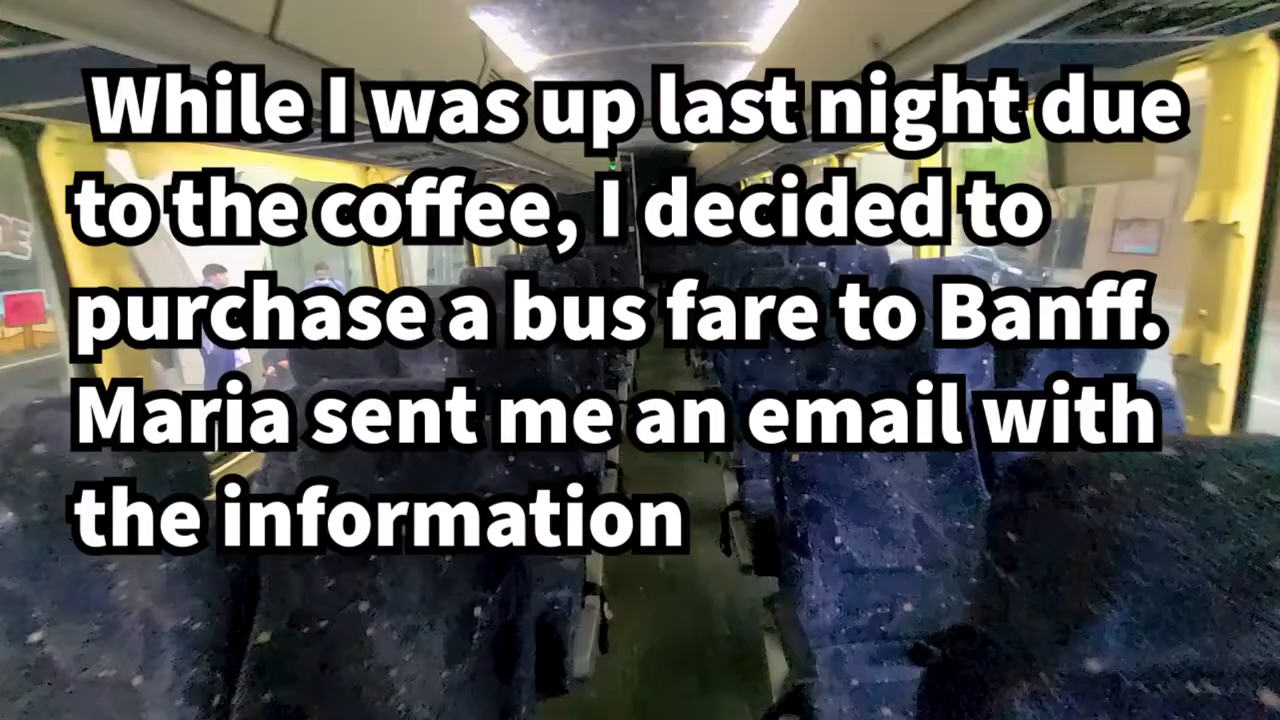 While I was up last night due
to the coffee, I decided to
purchase a bus fare to Banff.
Maria sent me an email with
the information